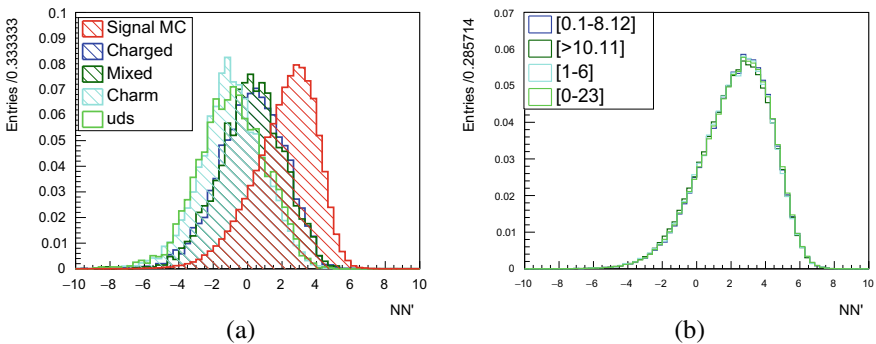 Entries /0.333333
0.1
0.09
0.08
0.07
0.06
0.05
0.04
0.03
0.02
0.01
0
Signal MC
Charged
Mixed
Charm
uds
−10 −8 −6 −4 −2 0 2 4 6 8 10
NN'
(a)
Entries /0.285714
0.07
0.06
0.05
0.04
0.03
0.02
0.01
0
[0.1-8.12]
[>10.11]
[1-6]
[0-23]
−10 −8 −6 −4 −2 0 2 4 6 8 10
NN'
(b)